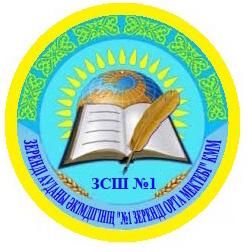 ЗСШ №1
ЗЕРЕНДІ АУДАНЫ ӘКІМДІГІНІҢ "№1 ЗЕРЕНДІ ОРТА МЕКТЕБІ" КММ